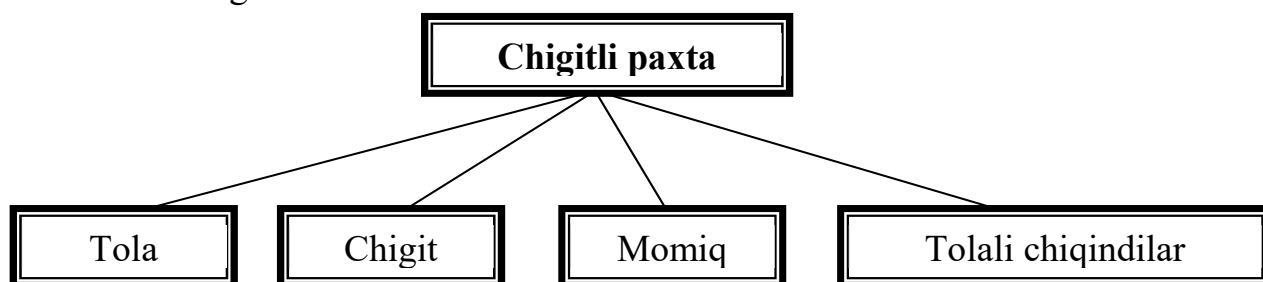 Chigitli paxta
Tola
Chigit
Momiq
Tolali chiqindilar